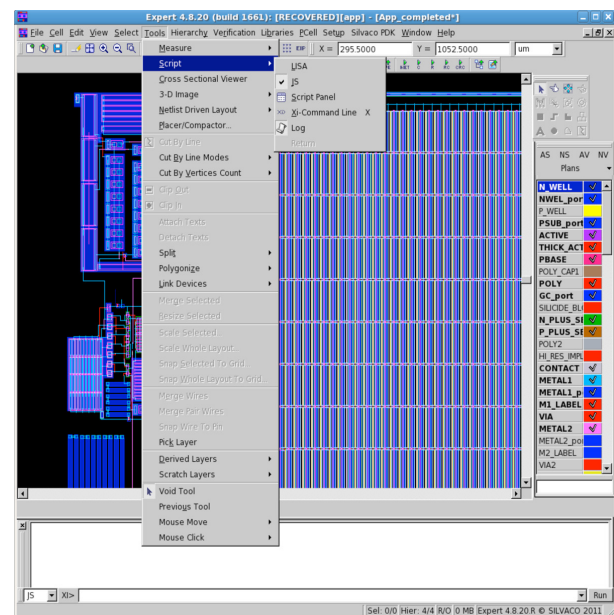 Expert 4.8.20 (build 1661): [RECOVERED][app] - [App_completed*]
File Cell Edit View Select Tools Hierarchy Verification Libraries PCell Setup Silvaco PDK Window Help
X = 295.5000 Y = 1052.5000 um
Measure
Script
Cross Sectional Viewer
3-D Image
Netlist Driven Layout
Placer/Compactor...
Cut By Line
Cut By Line Modes
Cut By Vertices Count
Clip Out
Clip In
Attach Texts
Detach Texts
Split
Polygonize
Link Devices
Merge Selected
Resize Selected
Scale Selected...
Scale Whole Layout...
Snap Selected To Grid...
Snap Whole Layout To Grid...
Merge Wires
Merge Pair Wires
Snap Wire To Pin
Pick Layer
Derived Layers
Scratch Layers
Void Tool
Previous Tool
Mouse Move
Mouse Click
LISA
JS
Script Panel
Xi-Command Line X
Log
Return
AS NS AV NV
Plans
N_WELL
NWEL_por
P_WELL
PSUB_port
ACTIVE
THICK_ACT
PBASE
POLY_CAP1
POLY
GC_port
SILICIDE_BL
N_PLUS_SE
P_PLUS_SE
POLY2
HI_RES_IMPL
CONTACT
METAL1
METAL1_p
M1_LABEL
VIA
METAL2
METAL2_po
M2_LABEL
VIA2
JS XI> Run
Sel: 0/0 Hier: 4/4 R/O 0 MB Expert 4.8.20.R © SILVACO 2011